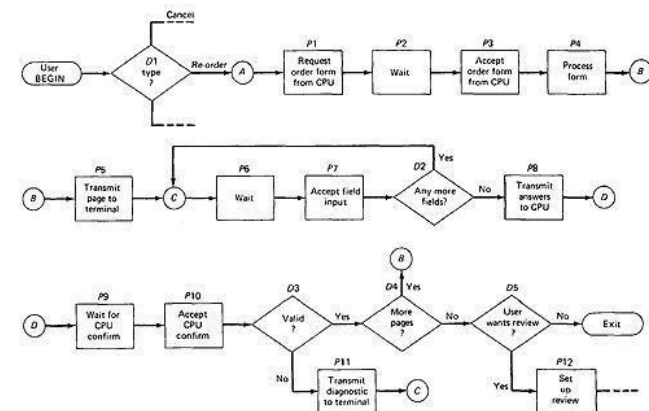 Cancel
User
BEGIN
D1
type
?
Re-order
A
P1
Request
order form
from CPU
P2
Wait
P3
Accept
order form
from CPU
P4
Process
form
B
B
P5
Transmit
page to
terminal
C
P6
Wait
P7
Accept field
input
D2
Any more
fields?
Yes
No
P8
Transmit
answers
to CPU
D
D
P9
Wait for
CPU
confirm
P10
Accept
CPU
confirm
D3
Valid
?
Yes
No
P11
Transmit
diagnostic
to terminal
C
B
D4
Yes
More
pages
?
No
D5
User
wants review
?
No
Exit
Yes
P12
Set
up
review